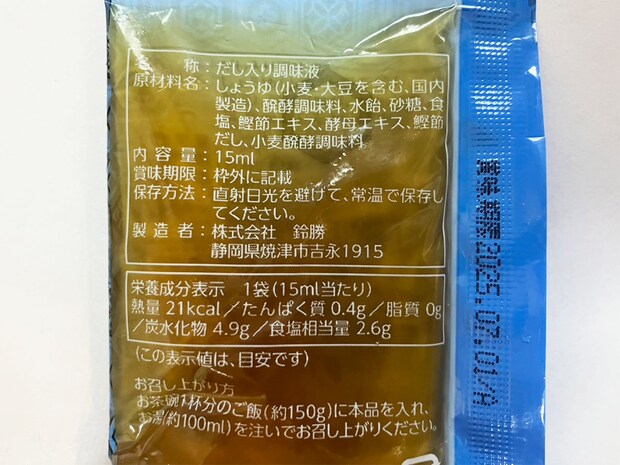 名　称：だし入り調味液
原材料名：しょうゆ（小麦・大豆を含む、国内
製造）、醗酵調味料、水飴、砂糖、食
塩、鰹節エキス、酵母エキス、鰹節
だし、小麦醗酵調味料
内容量：15ml
賞味期限：枠外に記載
保存方法：直射日光を避けて、常温で保存し
てください。
製造者：株式会社　鈴勝
静岡県焼津市吉永1915
栄養成分表示　1袋（15ml当たり）
熱量 21kcal／たんぱく質 0.4g／脂質 0g
／炭水化物 4.9g／食塩相当量 2.6g
（この表示値は、目安です）
お召し上がり方
お茶碗1杯分のご飯（約150g）に本品を入れ、
お湯（約100ml）を注いでお召し上がりください。
賞味期限2025.07.01/A